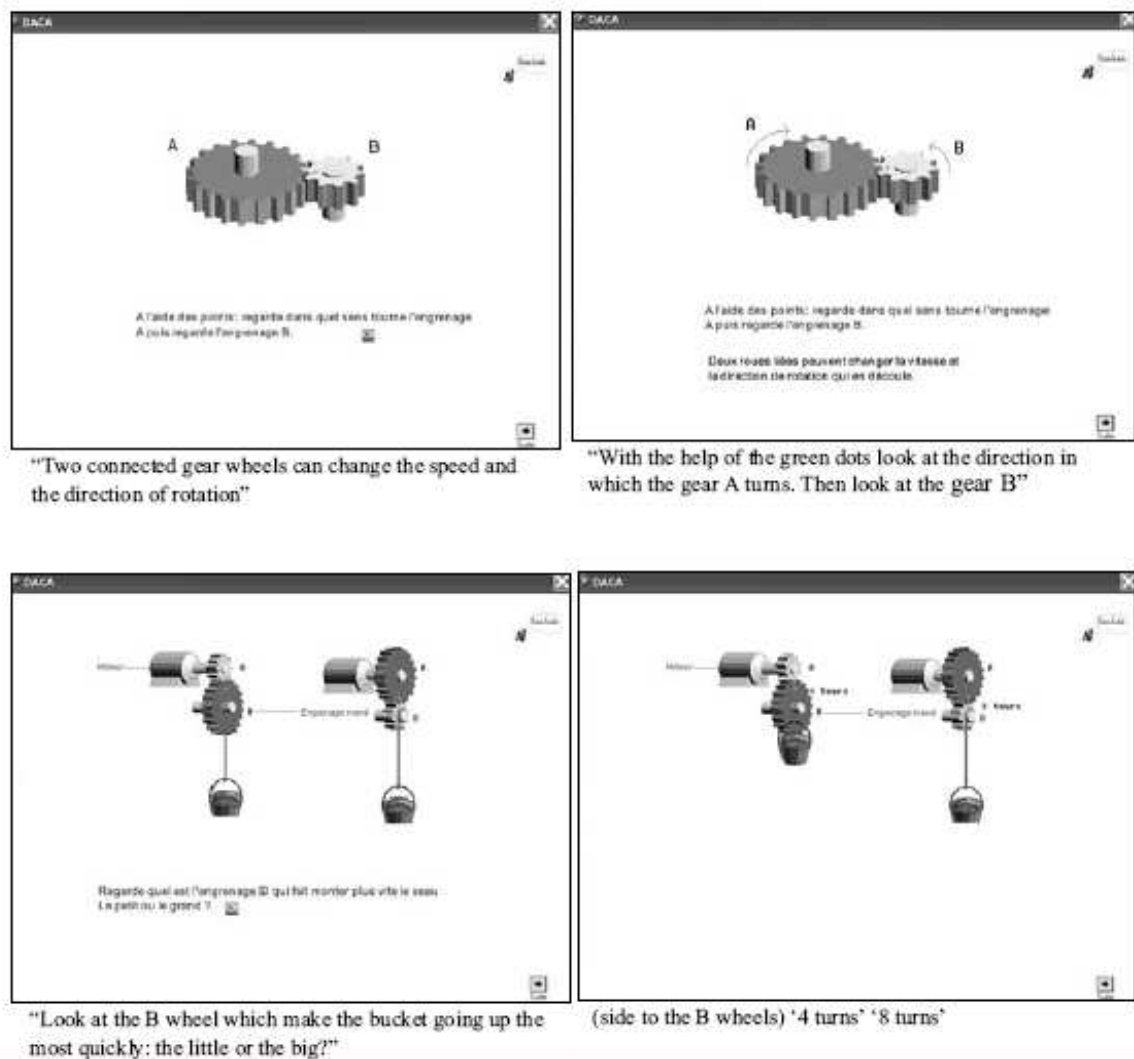 DACA
A B
A l'aide des points: regarde dans quel sens tourne l'engrenage
A puis regarde l'engrenage B.
"Two connected gear wheels can change the speed and
the direction of rotation"
DACA
A B
A l'aide des points: regarde dans quel sens tourne l'engrenage
A puis regarde l'engrenage B.
Deux roues liées peuvent changer la vitesse et
la direction de rotation qui en découle.
"With the help of the green dots look at the direction in
which the gear A turns. Then look at the gear B"
DACA
Engrenage mené
Regarde quel est l'engrenage B qui fait monter plus vite le seau
Le petit ou le grand ?
"Look at the B wheel which make the bucket going up the
most quickly: the little or the big?"
DACA
Engrenage mené
(side to the B wheels) '4 turns' '8 turns'